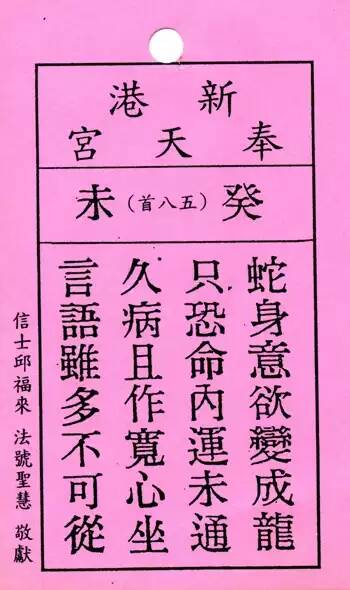 新港
奉天宮
癸（五八首）未
蛇身意欲變成龍
只恐命內運未通
久病且作寬心坐
言語雖多不可從
信士邱福來 法號聖慧 敬獻